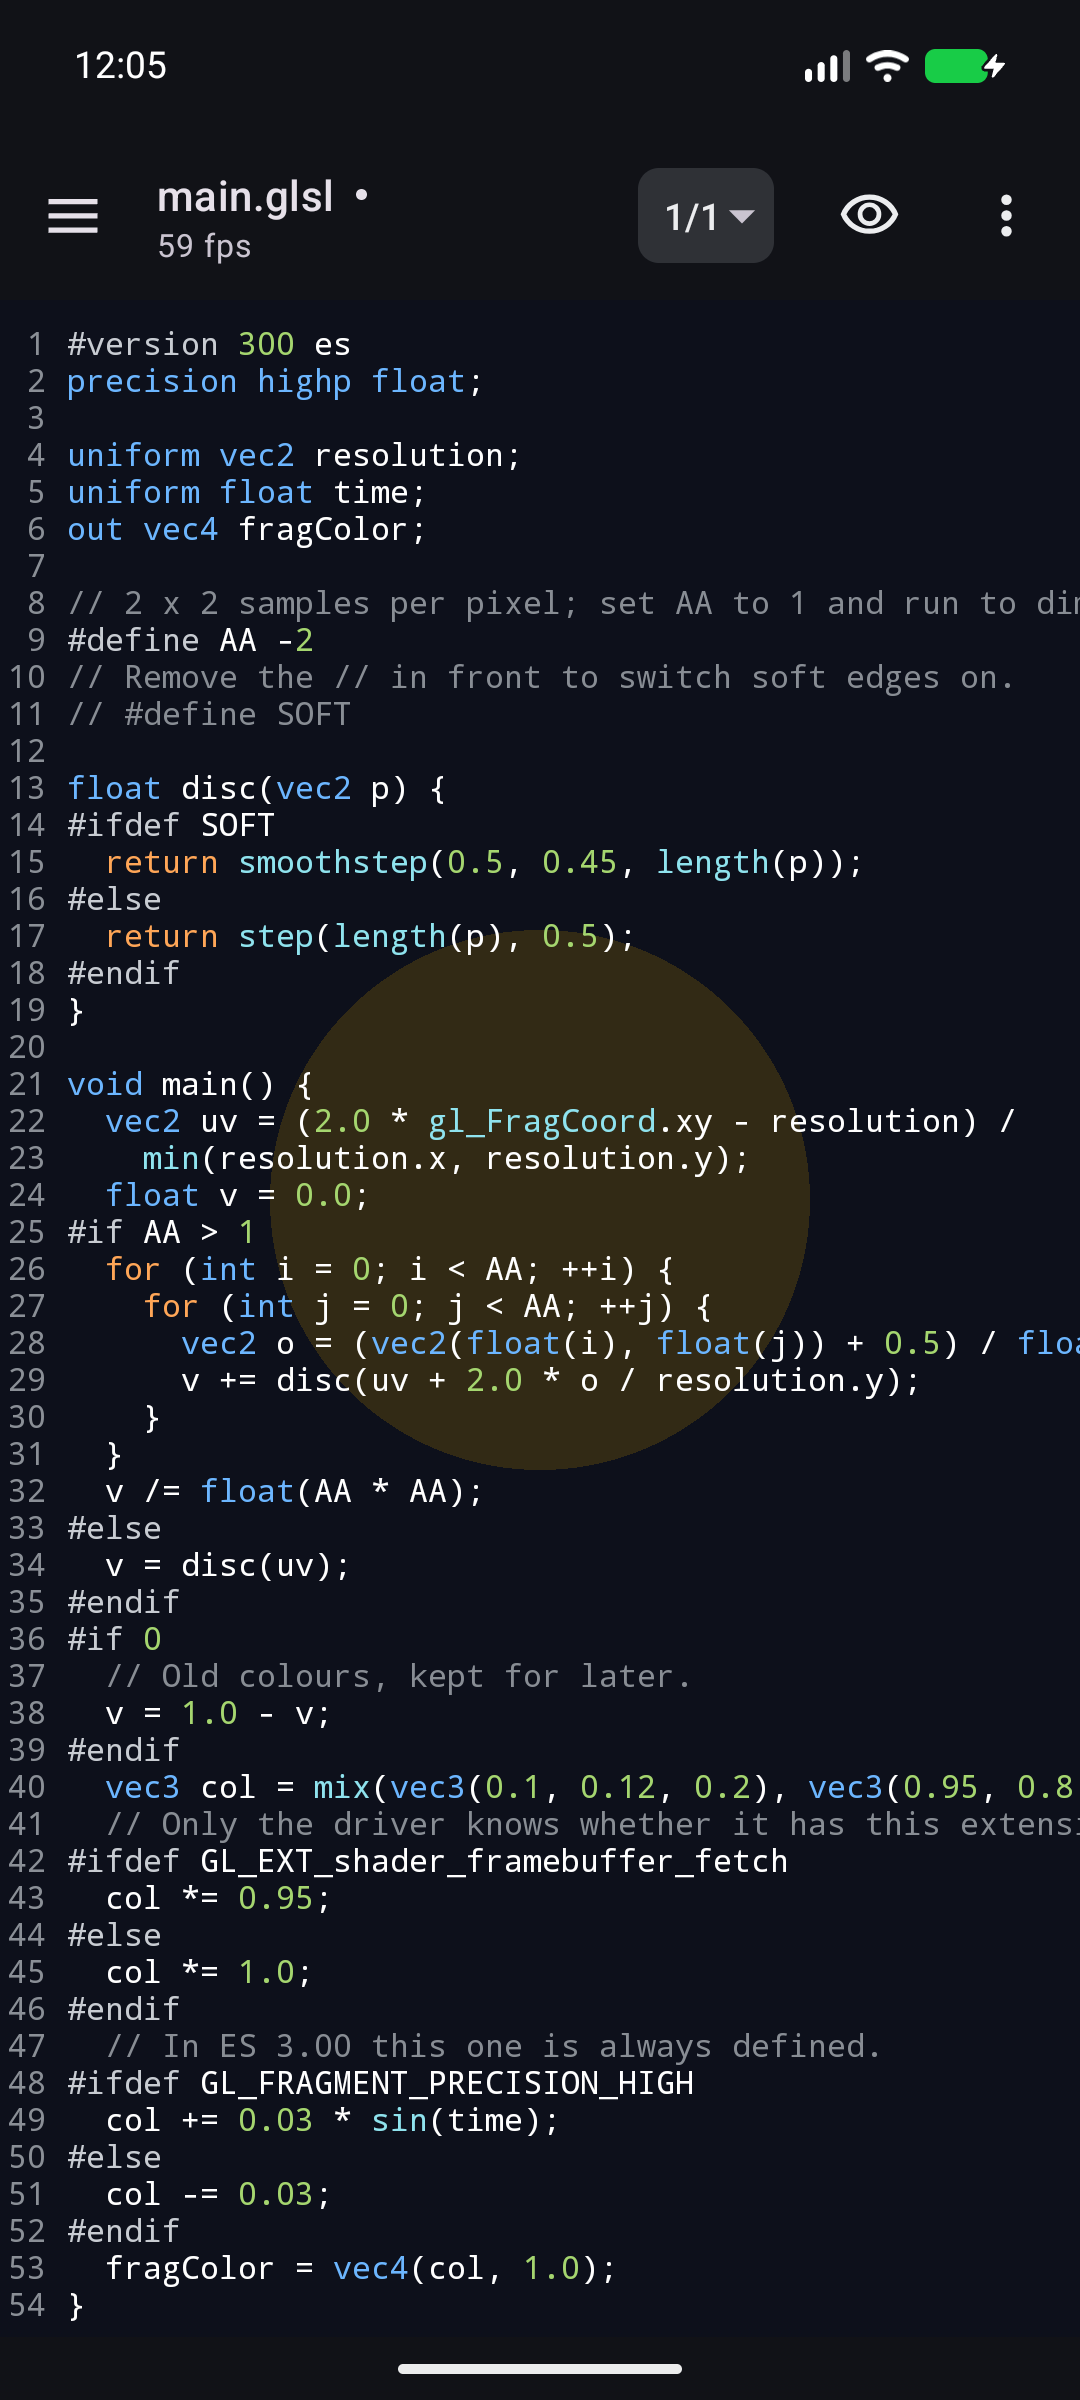 12:05
main.glsl •
59 fps
1/1
1 #version 300 es
2 precision highp float;
3
4 uniform vec2 resolution;
5 uniform float time;
6 out vec4 fragColor;
7
8 // 2 x 2 samples per pixel; set AA to 1 and run to
9 #define AA -2
10 // Remove the // in front to switch soft edges on.
11 // #define SOFT
12
13 float disc(vec2 p) {
14 #ifdef SOFT
15   return smoothstep(0.5, 0.45, length(p));
16 #else
17   return step(length(p), 0.5);
18 #endif
19 }
20
21 void main() {
22   vec2 uv = (2.0 * gl_FragCoord.xy - resolution) /
23     min(resolution.x, resolution.y);
24   float v = 0.0;
25 #if AA > 1
26   for (int i = 0; i < AA; ++i) {
27     for (int j = 0; j < AA; ++j) {
28       vec2 o = (vec2(float(i), float(j)) + 0.5) /
29       v += disc(uv + 2.0 * o / resolution.y);
30     }
31   }
32   v /= float(AA * AA);
33 #else
34   v = disc(uv);
35 #endif
36 #if 0
37   // Old colours, kept for later.
38   v = 1.0 - v;
39 #endif
40   vec3 col = mix(vec3(0.1, 0.12, 0.2), vec3(0.95, 0.8
41   // Only the driver knows whether it has this
42 #ifdef GL_EXT_shader_framebuffer_fetch
43   col *= 0.95;
44 #else
45   col *= 1.0;
46 #endif
47   // In ES 3.00 this one is always defined.
48 #ifdef GL_FRAGMENT_PRECISION_HIGH
49   col += 0.03 * sin(time);
50 #else
51   col -= 0.03;
52 #endif
53   fragColor = vec4(col, 1.0);
54 }